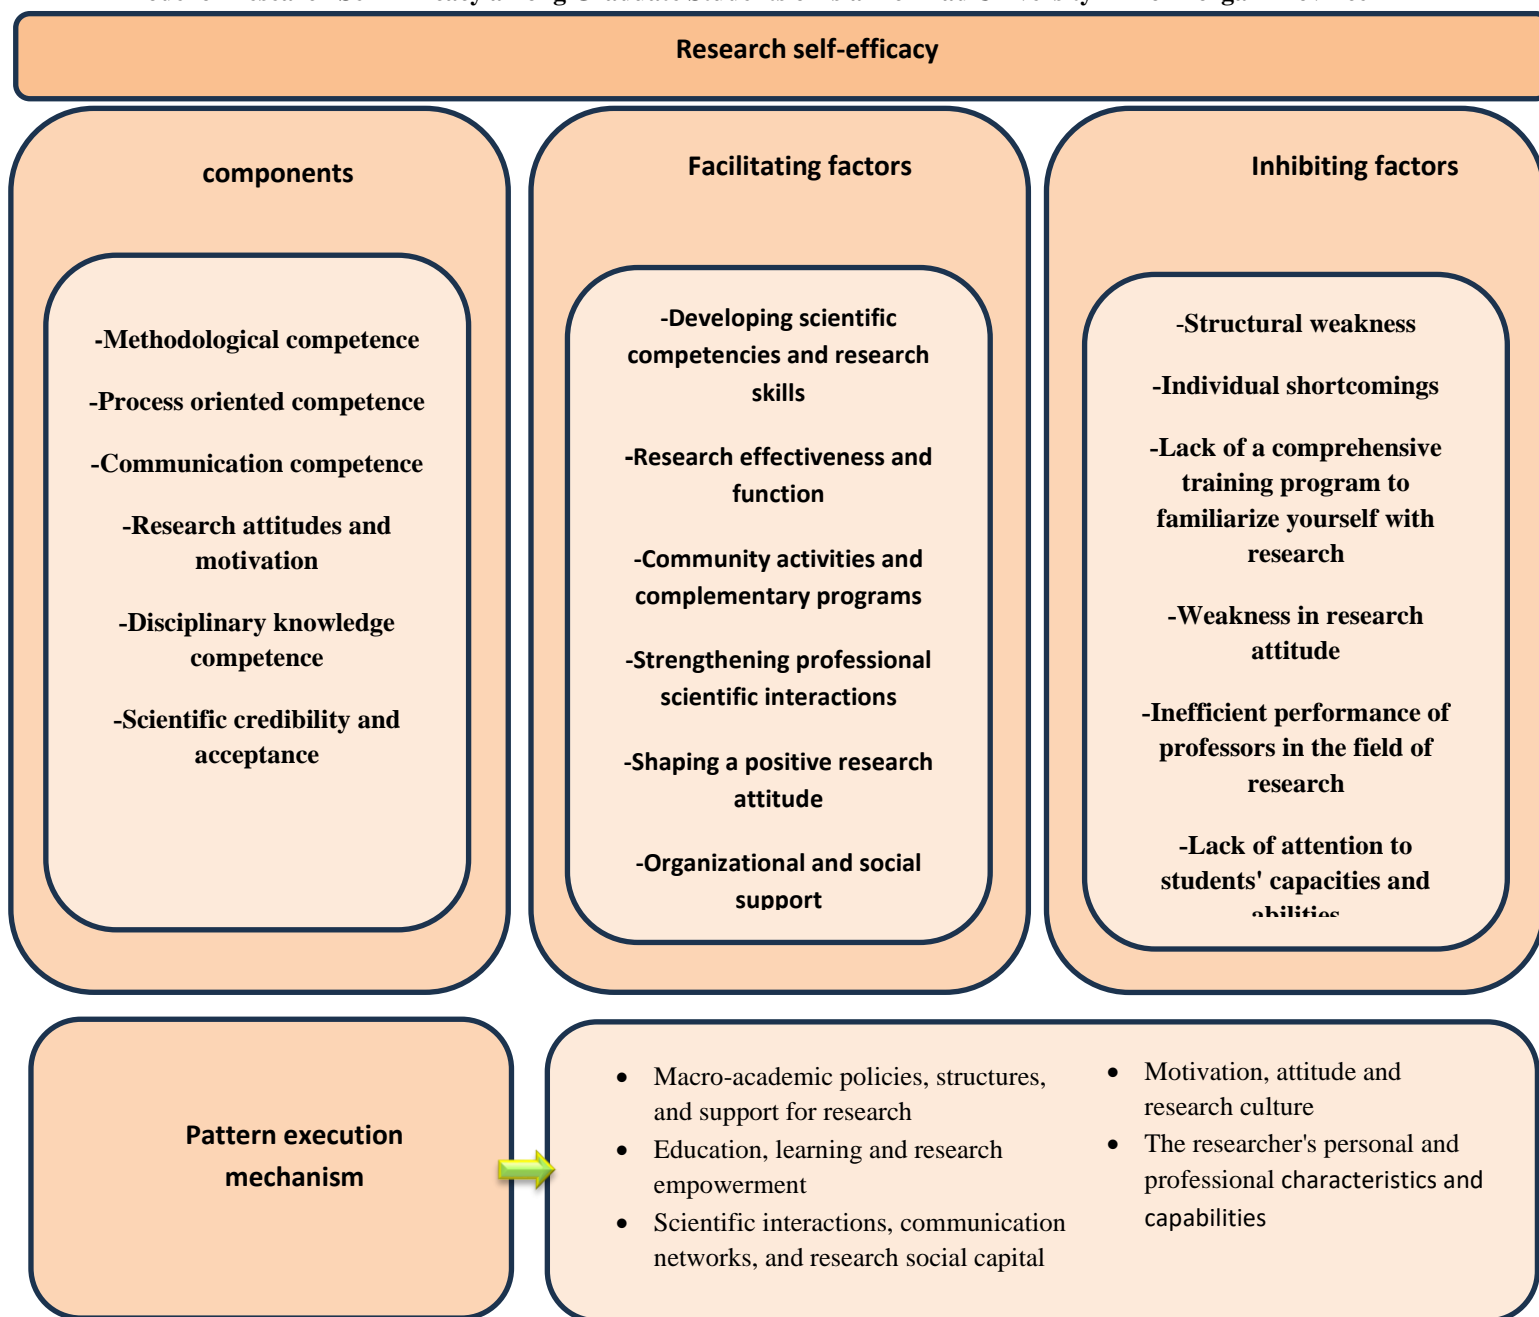 Research self-efficacy
components
-Methodological competence
-Process oriented competence
-Communication competence
-Research attitudes and
motivation
-Disciplinary knowledge
competence
-Scientific credibility and
acceptance
Facilitating factors
-Developing scientific
competencies and research
skills
-Research effectiveness and
function
-Community activities and
complementary programs
-Strengthening professional
scientific interactions
-Shaping a positive research
attitude
-Organizational and social
support
Inhibiting factors
-Structural weakness
-Individual shortcomings
-Lack of a comprehensive
training program to
familiarize yourself with
research
-Weakness in research
attitude
-Inefficient performance of
professors in the field of
research
-Lack of attention to
students' capacities and
abilities
Pattern execution
mechanism
• Macro-academic policies, structures,
and support for research
• Education, learning and research
empowerment
• Scientific interactions, communication
networks, and research social capital
• Motivation, attitude and
research culture
• The researcher's personal and
professional characteristics and
capabilities